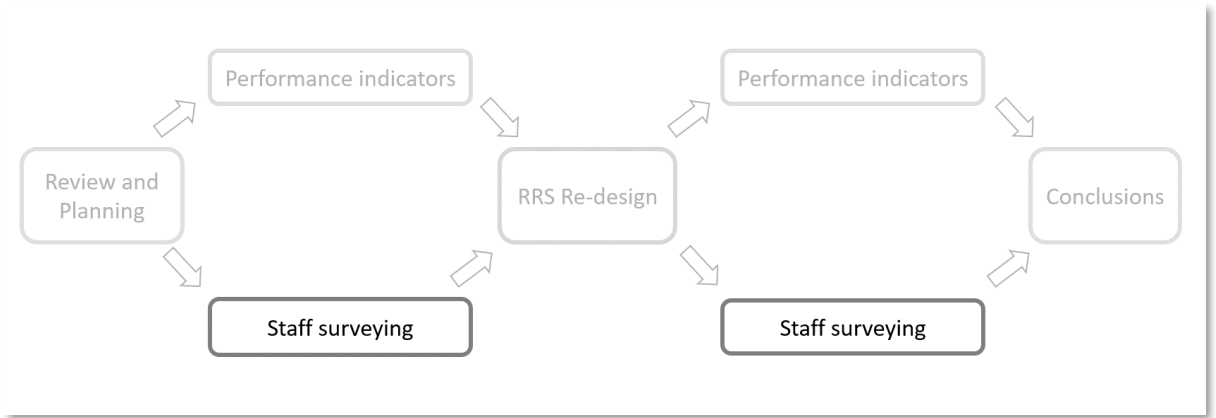 Performance indicators
Performance indicators
Review and
Planning
RRS Re-design
Conclusions
Staff surveying
Staff surveying